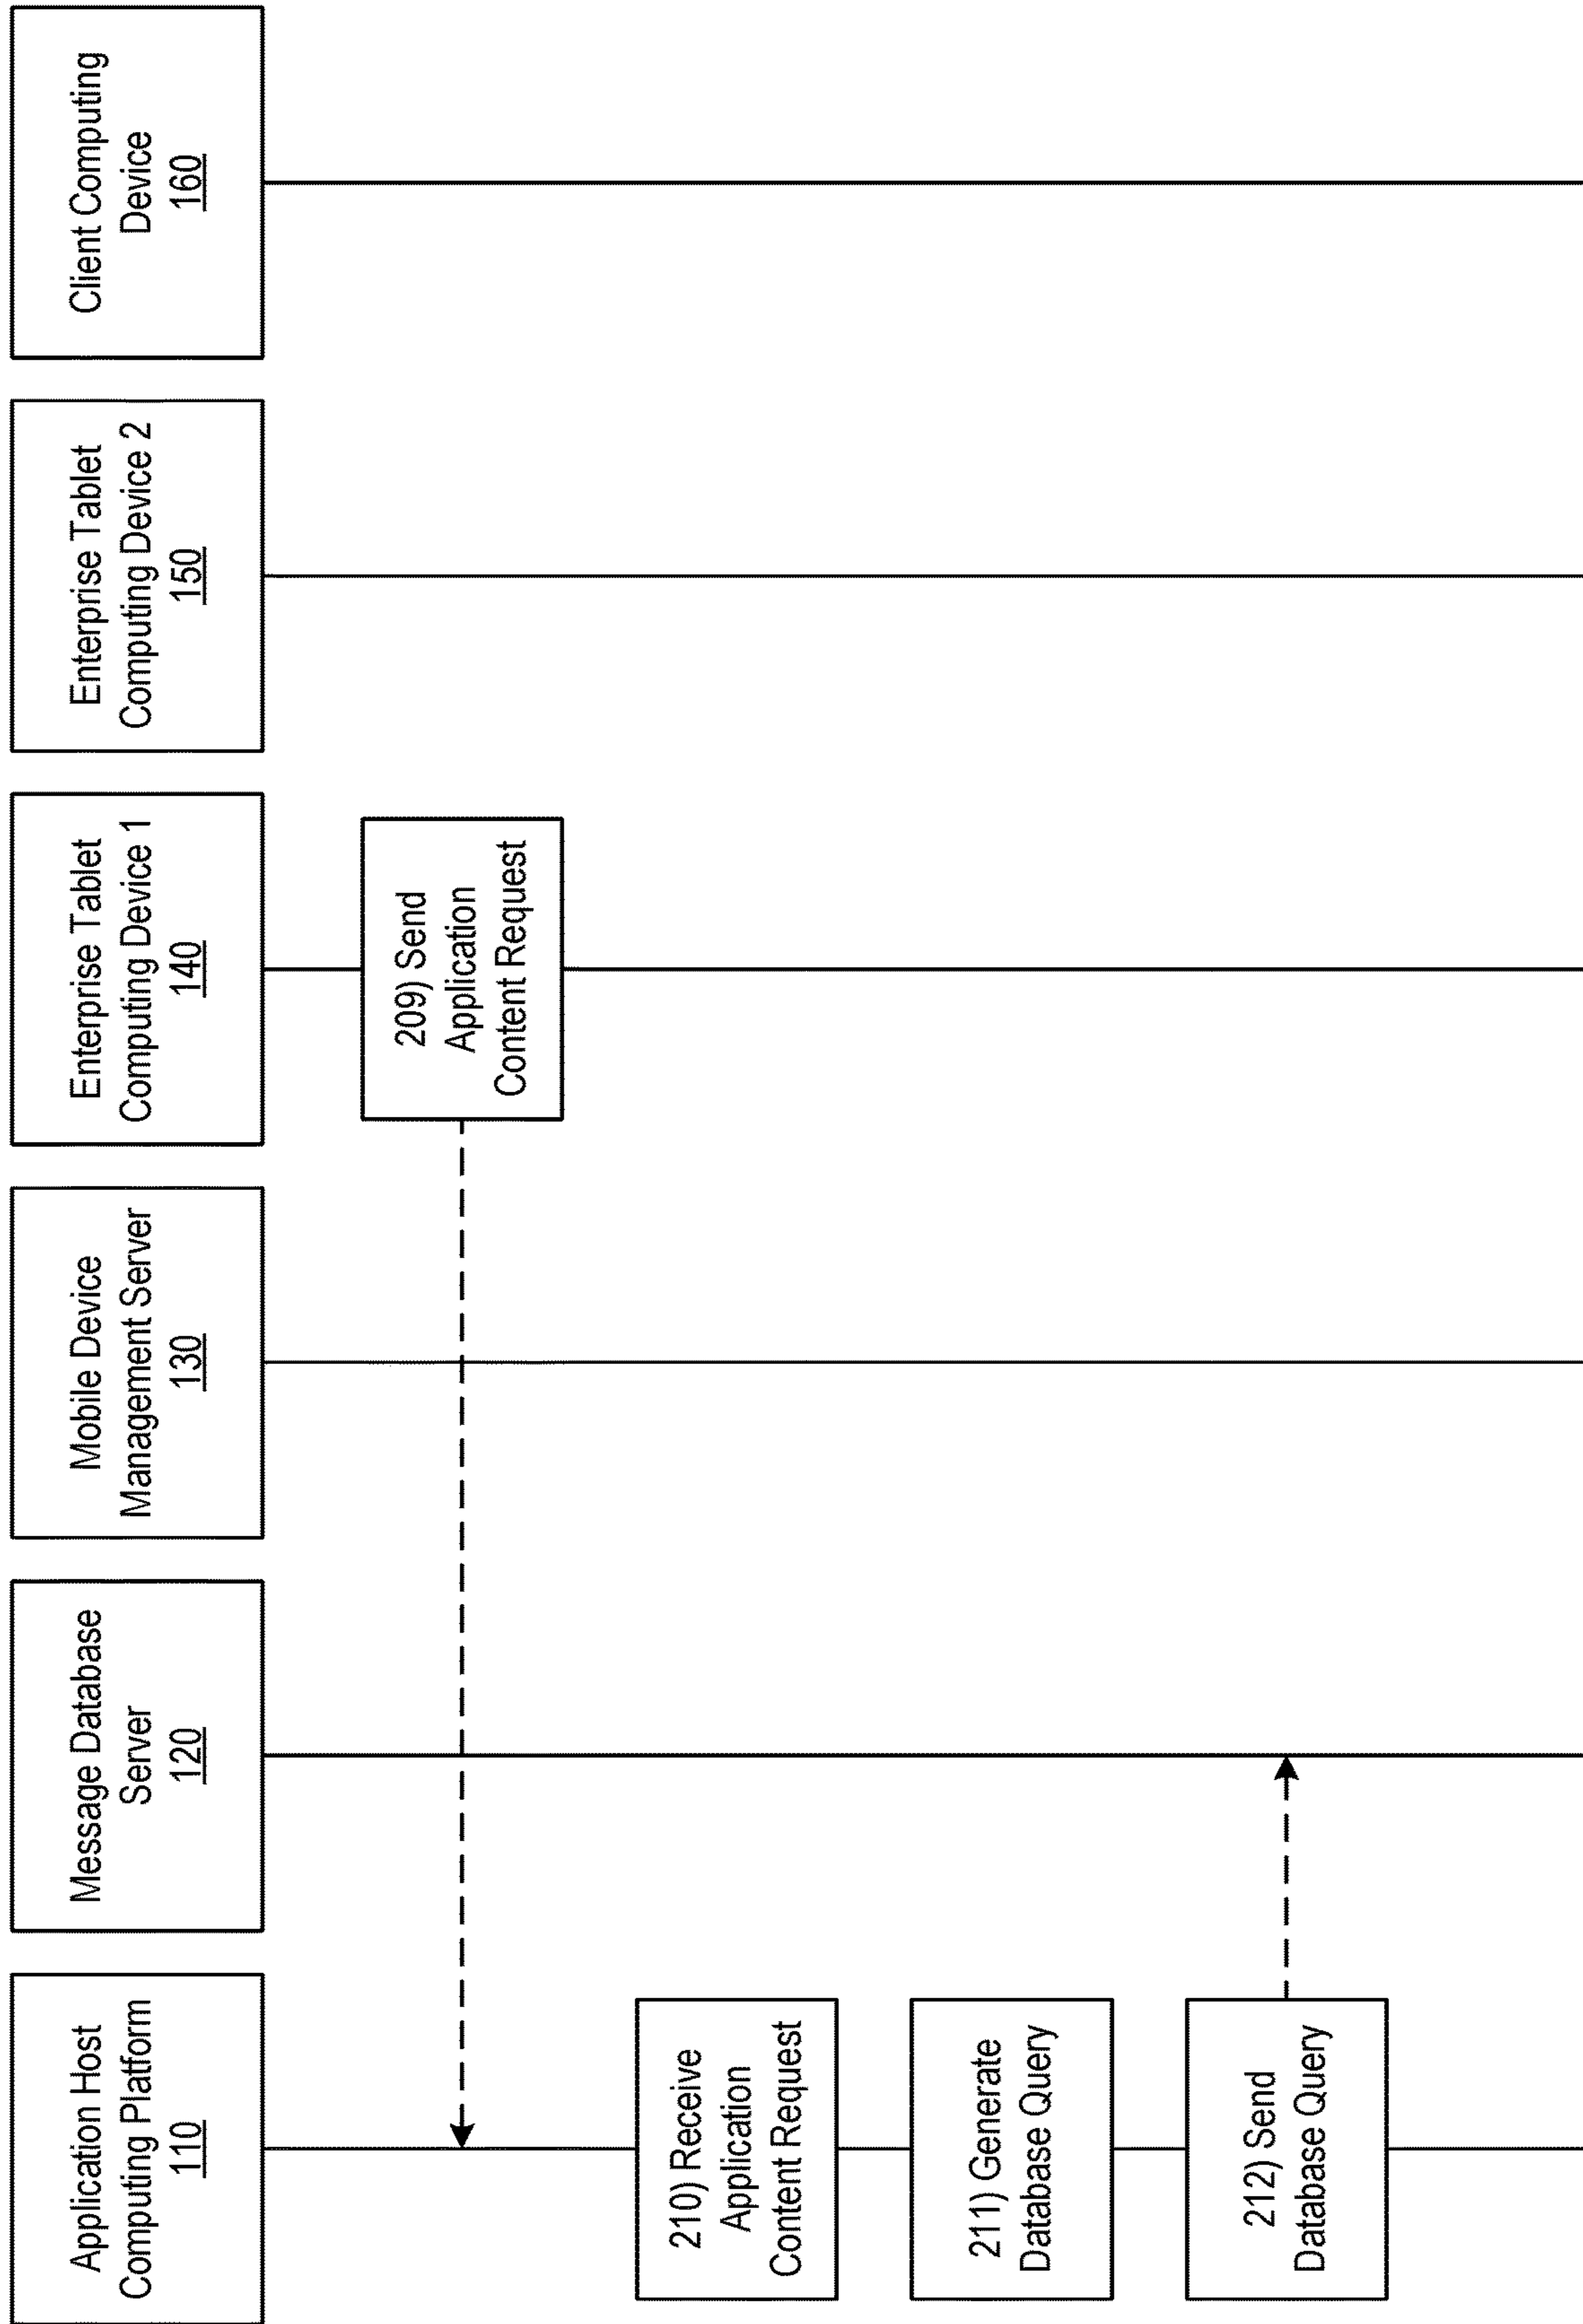 Application Host
Computing Platform
110
Message Database
Server
120
Mobile Device
Management Server
130
Enterprise Tablet
Computing Device 1
140
Enterprise Tablet
Computing Device 2
150
Client Computing
Device
160
209) Send
Application
Content Request
210) Receive
Application
Content Request
211) Generate
Database Query
212) Send
Database Query